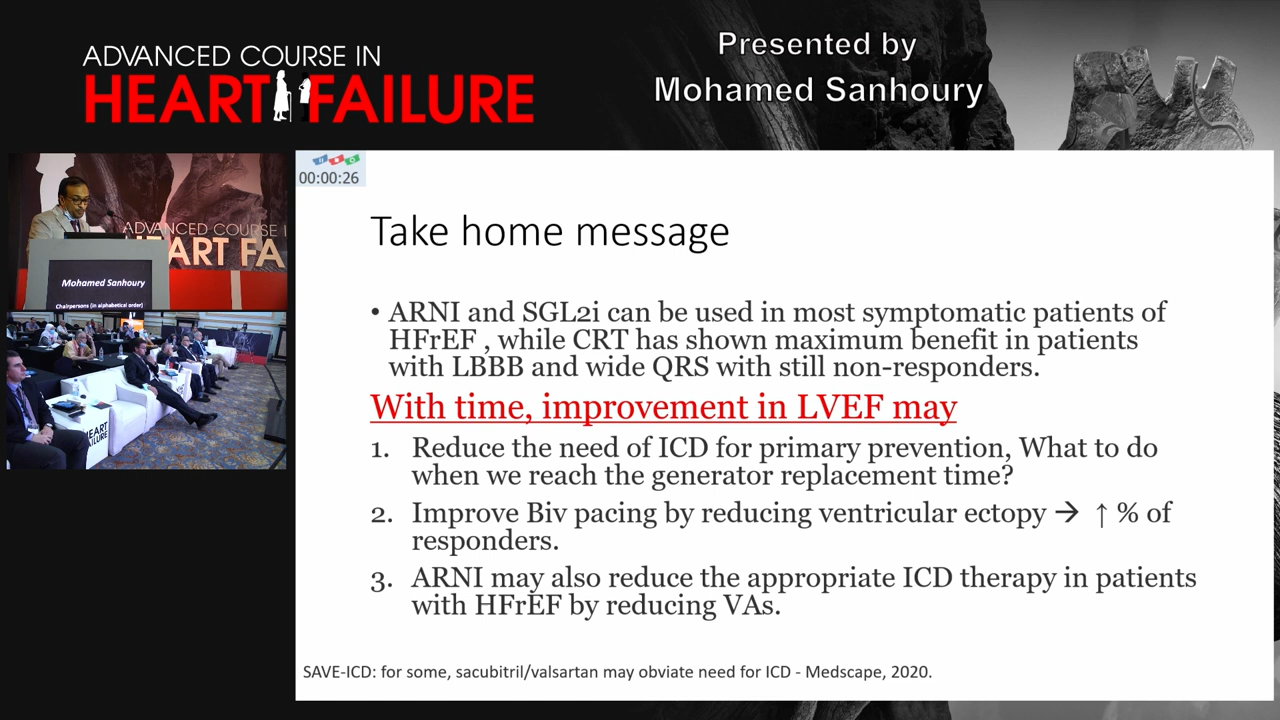 ADVANCED COURSE IN
HEART FAILURE
Presented by
Mohamed Sanhoury
00:00:26
ADVANCED COURSE I
HEART FA
Mohamed Sanhoury
Chairpersons (in alphabetical order)
HEART
FAILURE
Take home message
• ARNI and SGL2i can be used in most symptomatic patients of
HFrEF , while CRT has shown maximum benefit in patients
with LBBB and wide QRS with still non-responders.
With time, improvement in LVEF may
1. Reduce the need of ICD for primary prevention, What to do
when we reach the generator replacement time?
2. Improve Biv pacing by reducing ventricular ectopy → ↑ % of
responders.
3. ARNI may also reduce the appropriate ICD therapy in patients
with HFrEF by reducing VAs.
SAVE-ICD: for some, sacubitril/valsartan may obviate need for ICD - Medscape, 2020.